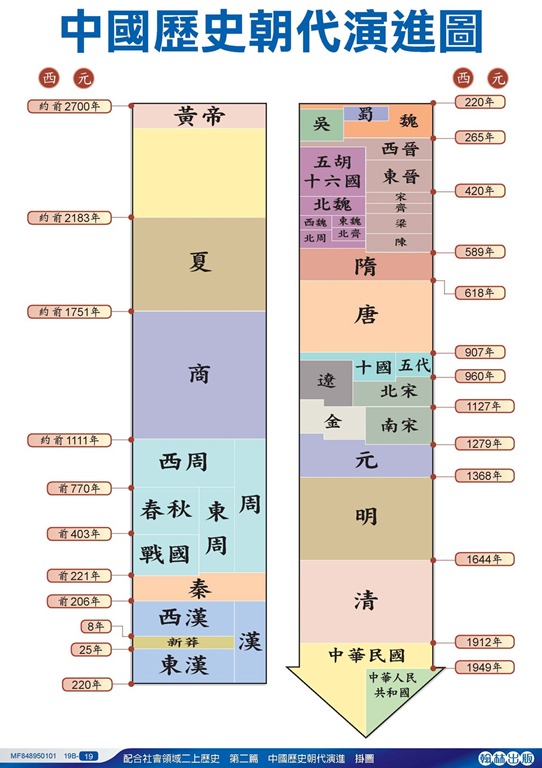 中國歷史朝代演進圖
西 元
約前2700年
黃帝
約前2183年
夏
約前1751年
商
約前1111年
西周
周
前770年
春秋
東周
前403年
戰國
前221年
秦
前206年
西漢
漢
8年
新莽
25年
東漢
220年
西 元
220年
吳
蜀
魏
265年
西晉
五胡
十六國
東晉
420年
北魏
宋
齊
西魏
東魏
梁
北周
北齊
陳
589年
隋
618年
唐
907年
十國
五代
960年
遼
北宋
1127年
金
南宋
1279年
元
1368年
明
1644年
清
1912年
中華民國
1949年
中華人民
共和國
MF848950101 19B-19
配合社會領域二上歷史 第二篇 中國歷史朝代演進 掛圖
翰林出版